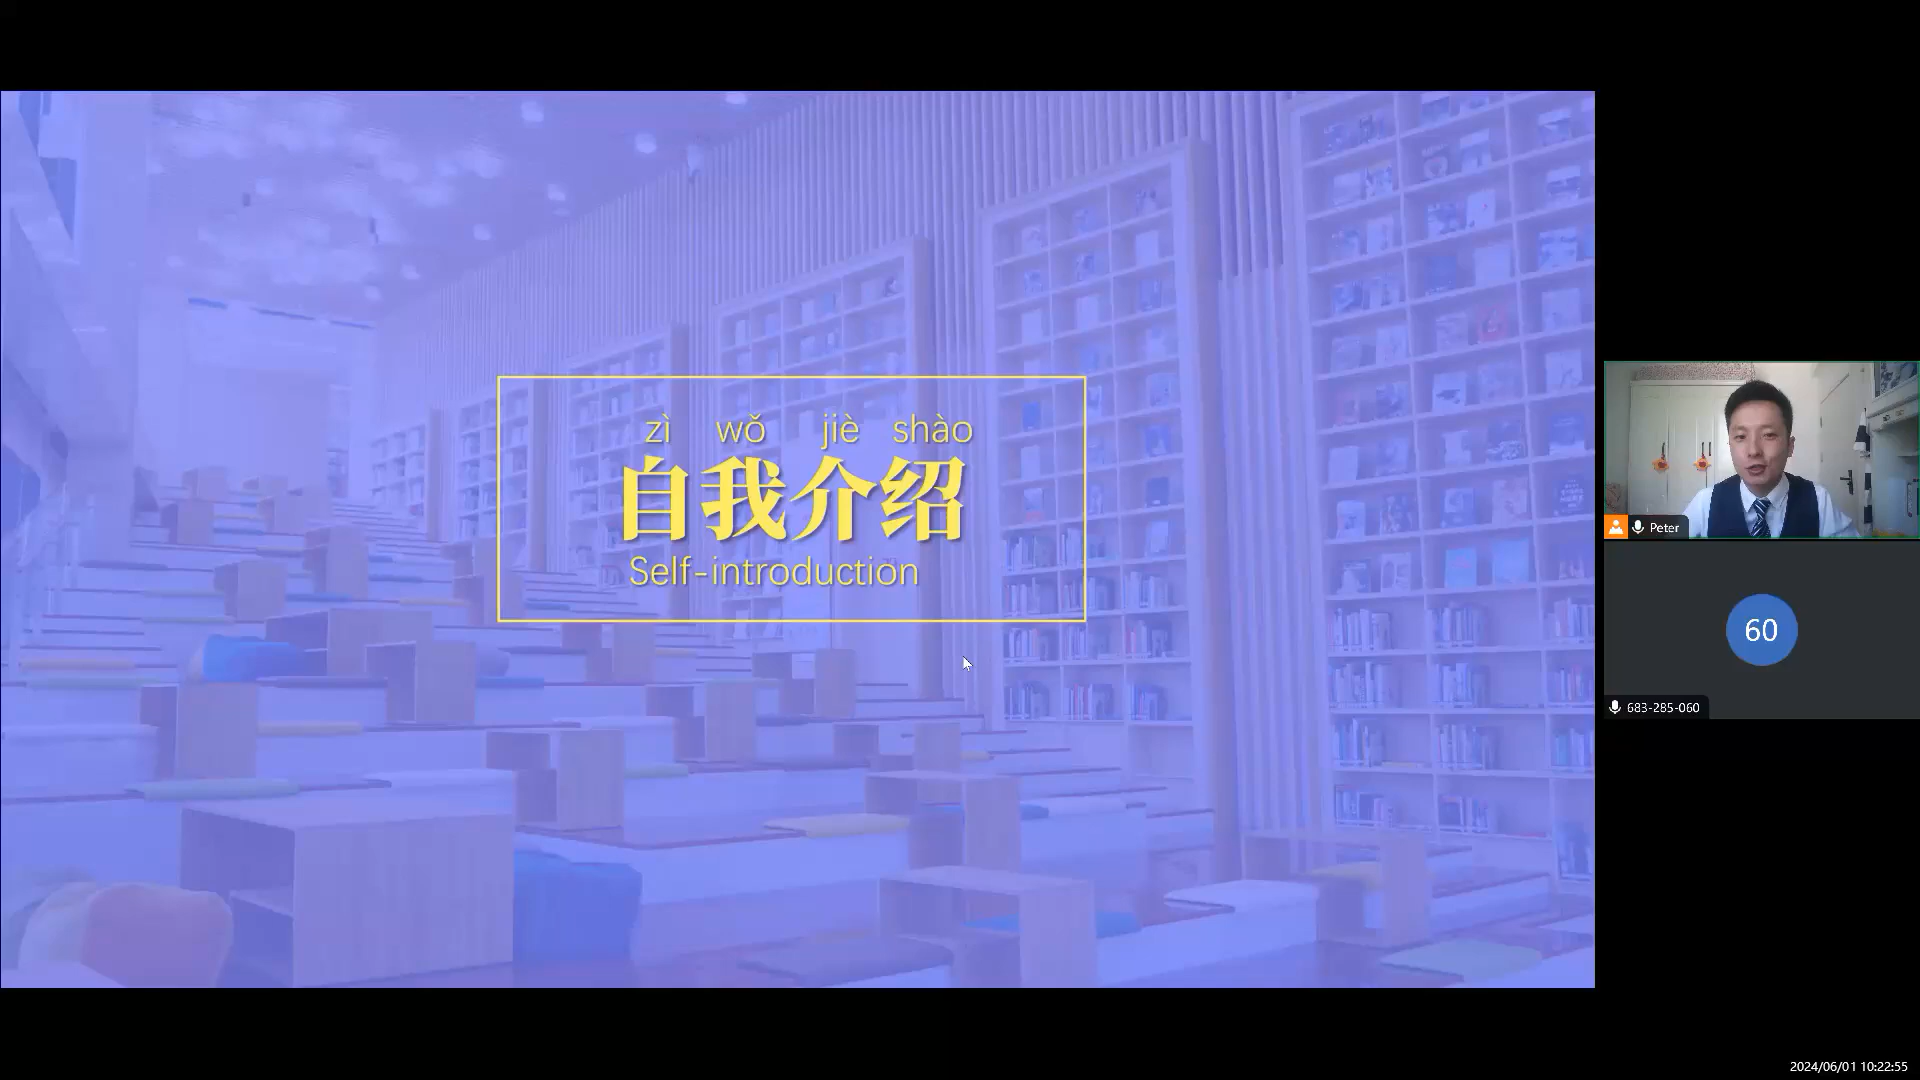 zì wǒ jiè shào
自我介绍
Self-introduction
Peter
60
683-285-060
2024/06/01 10:22:55